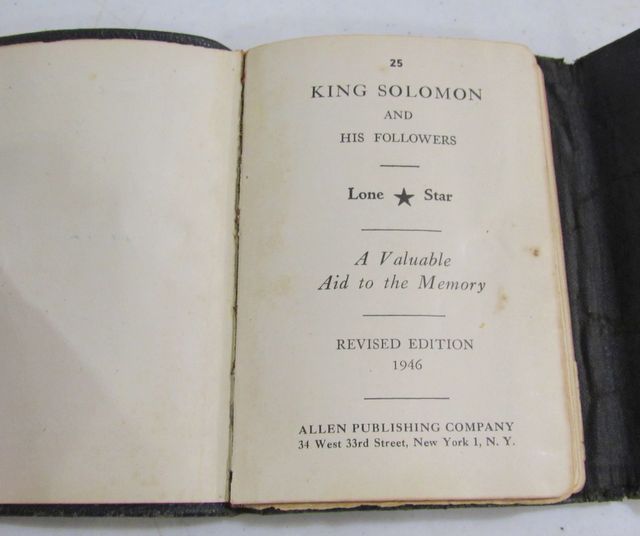 25
KING SOLOMON
AND
HIS FOLLOWERS
Lone ★ Star
A Valuable
Aid to the Memory
REVISED EDITION
1946
ALLEN PUBLISHING COMPANY
34 West 33rd Street, New York 1, N. Y.